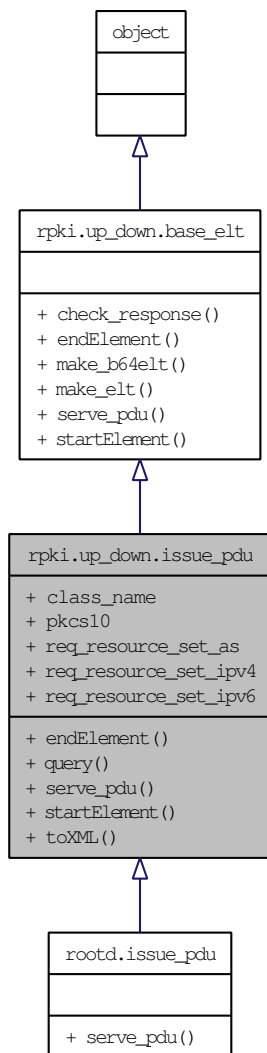 object
rpki.up_down.base_elt
+ check_response()
+ endElement()
+ make_b64elt()
+ make_elt()
+ serve_pdu()
+ startElement()
rpki.up_down.issue_pdu
+ class_name
+ pkcs10
+ req_resource_set_as
+ req_resource_set_ipv4
+ req_resource_set_ipv6
+ endElement()
+ query()
+ serve_pdu()
+ startElement()
+ toXML()
rootd.issue_pdu
+ serve_pdu()